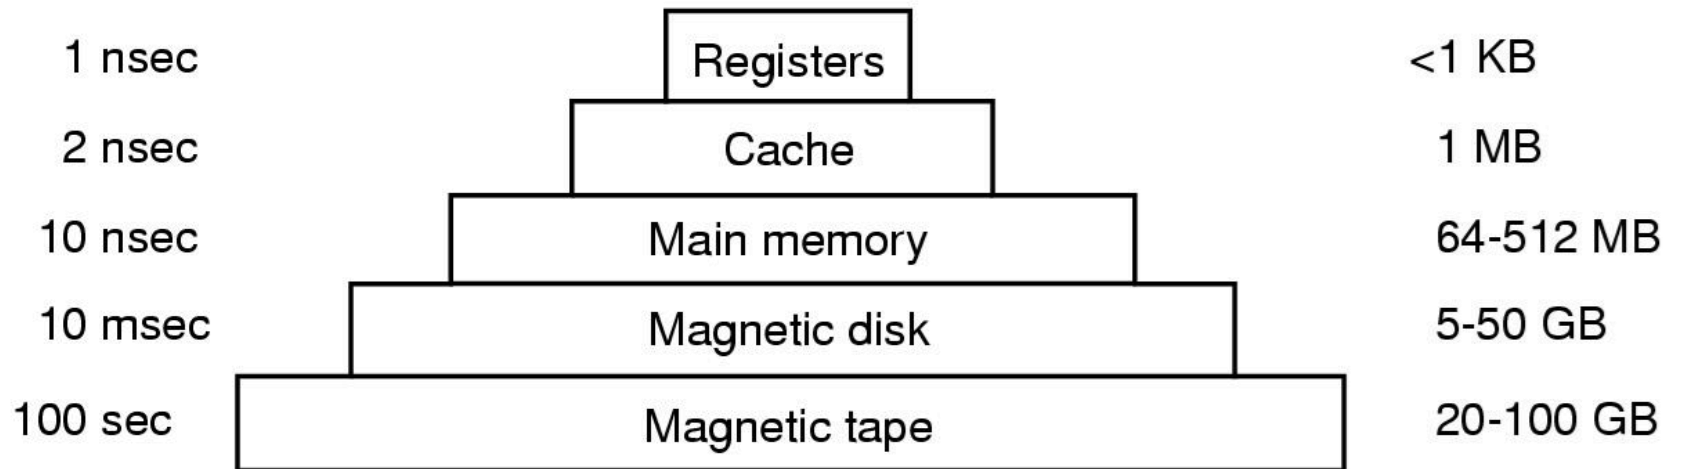 1 nsec Registers <1 KB
2 nsec Cache 1 MB
10 nsec Main memory 64-512 MB
10 msec Magnetic disk 5-50 GB
100 sec Magnetic tape 20-100 GB